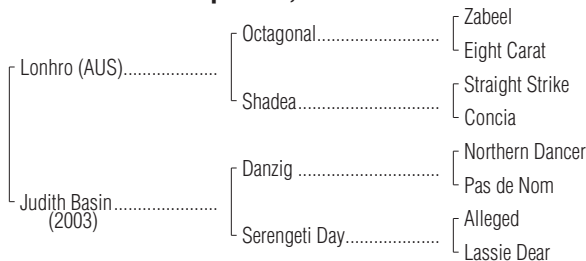 Zabeel
Octagonal
Eight Carat
Lonhro (AUS)
Straight Strike
Shadea
Concia
Northern Dancer
Danzig
Pas de Nom
Judith Basin
(2003)
Alleged
Serengeti Day
Lassie Dear